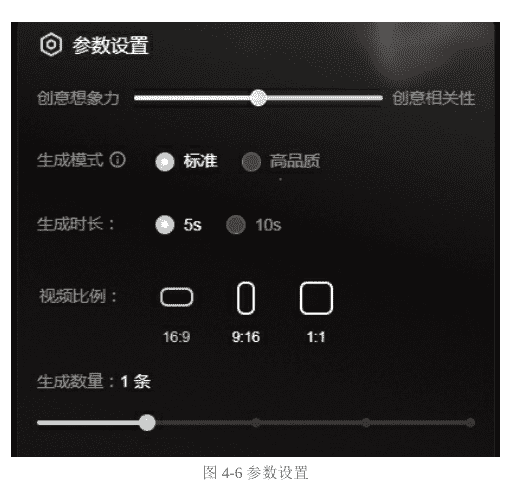 参数设置
创意想象力 创意相关性
生成模式 标准 高品质
生成时长： 5s 10s
视频比例：
16:9 9:16 1:1
生成数量：1 条
图 4-6 参数设置